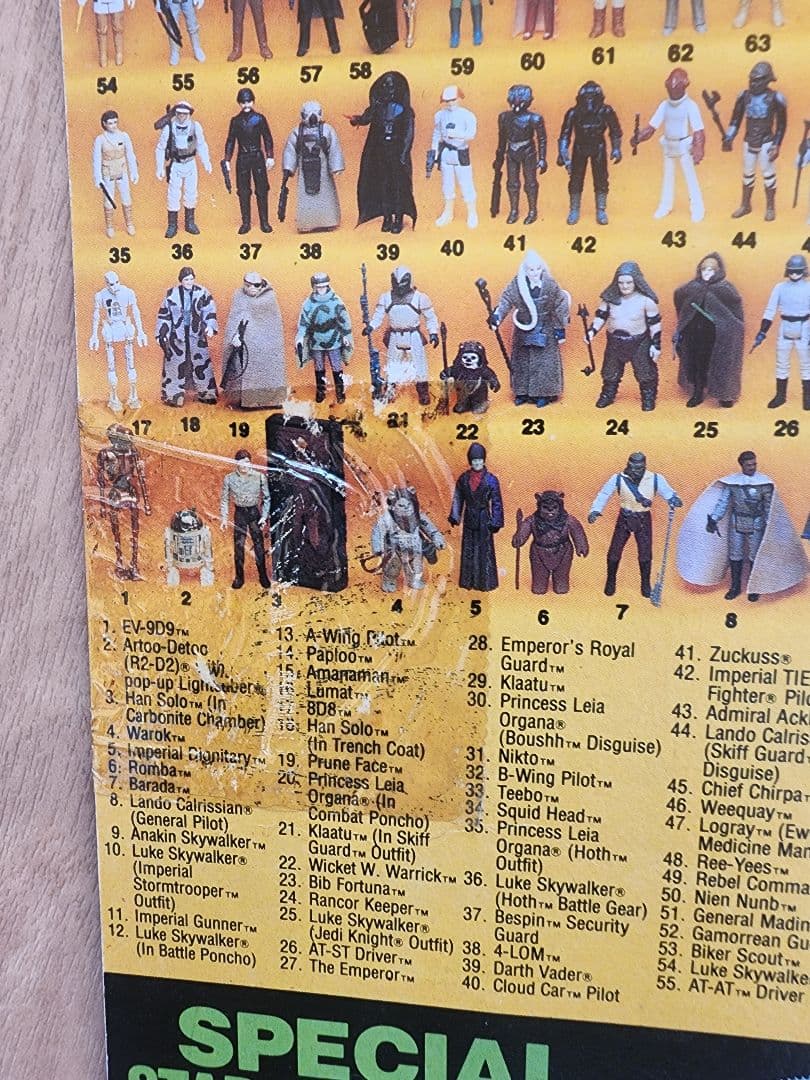 54 55 56 57 58 59 60 61 62 63
35 36 37 38 39 40 41 42 43 44
17 18 19 21 22 23 24 25 26
1 2 3 4 5 6 7 8
1. EV-9D9™
2. Artoo-Detoo
(R2-D2)® with
pop-up Lightsaber®
3. Han Solo™ (In
Carbonite Chamber)
4. Warok™
5. Imperial Dignitary™
6. Romba™
7. Barada™
8. Lando Calrissian®
(General Pilot)
9. Anakin Skywalker™
10. Luke Skywalker®
(Imperial
Stormtrooper™
Outfit)
11. Imperial Gunner™
12. Luke Skywalker®
(In Battle Poncho)
13. A-Wing Pilot™
14. Paploo™
15. Amanaman™
16. Lumat™
17. 8D8™
18. Han Solo™
(In Trench Coat)
19. Prune Face™
20. Princess Leia
Organa® (In
Combat Poncho)
21. Klaatu™ (In Skiff
Guard™ Outfit)
22. Wicket W. Warrick™
23. Bib Fortuna™
24. Rancor Keeper™
25. Luke Skywalker®
(Jedi Knight® Outfit)
26. AT-ST Driver™
27. The Emperor™
28. Emperor's Royal
Guard™
29. Klaatu™
30. Princess Leia
Organa®
(Boushh™ Disguise)
31. Nikto™
32. B-Wing Pilot™
33. Teebo™
34. Squid Head™
35. Princess Leia
Organa® (Hoth™
Outfit)
36. Luke Skywalker®
(Hoth™ Battle Gear)
37. Bespin™ Security
Guard
38. 4-LOM™
39. Darth Vader®
40. Cloud Car™ Pilot
41. Zuckuss®
42. Imperial TIE
Fighter® Pil
43. Admiral Ack
44. Lando Calris
(Skiff Guard
Disguise)
45. Chief Chirpa
46. Weequay™
47. Logray™ (Ew
Medicine Man
48. Ree-Yees™
49. Rebel Comma
50. Nien Nunb™
51. General Madin
52. Gamorrean Gu
53. Biker Scout™
54. Luke Skywalke
55. AT-AT™ Driver
SPECIAL